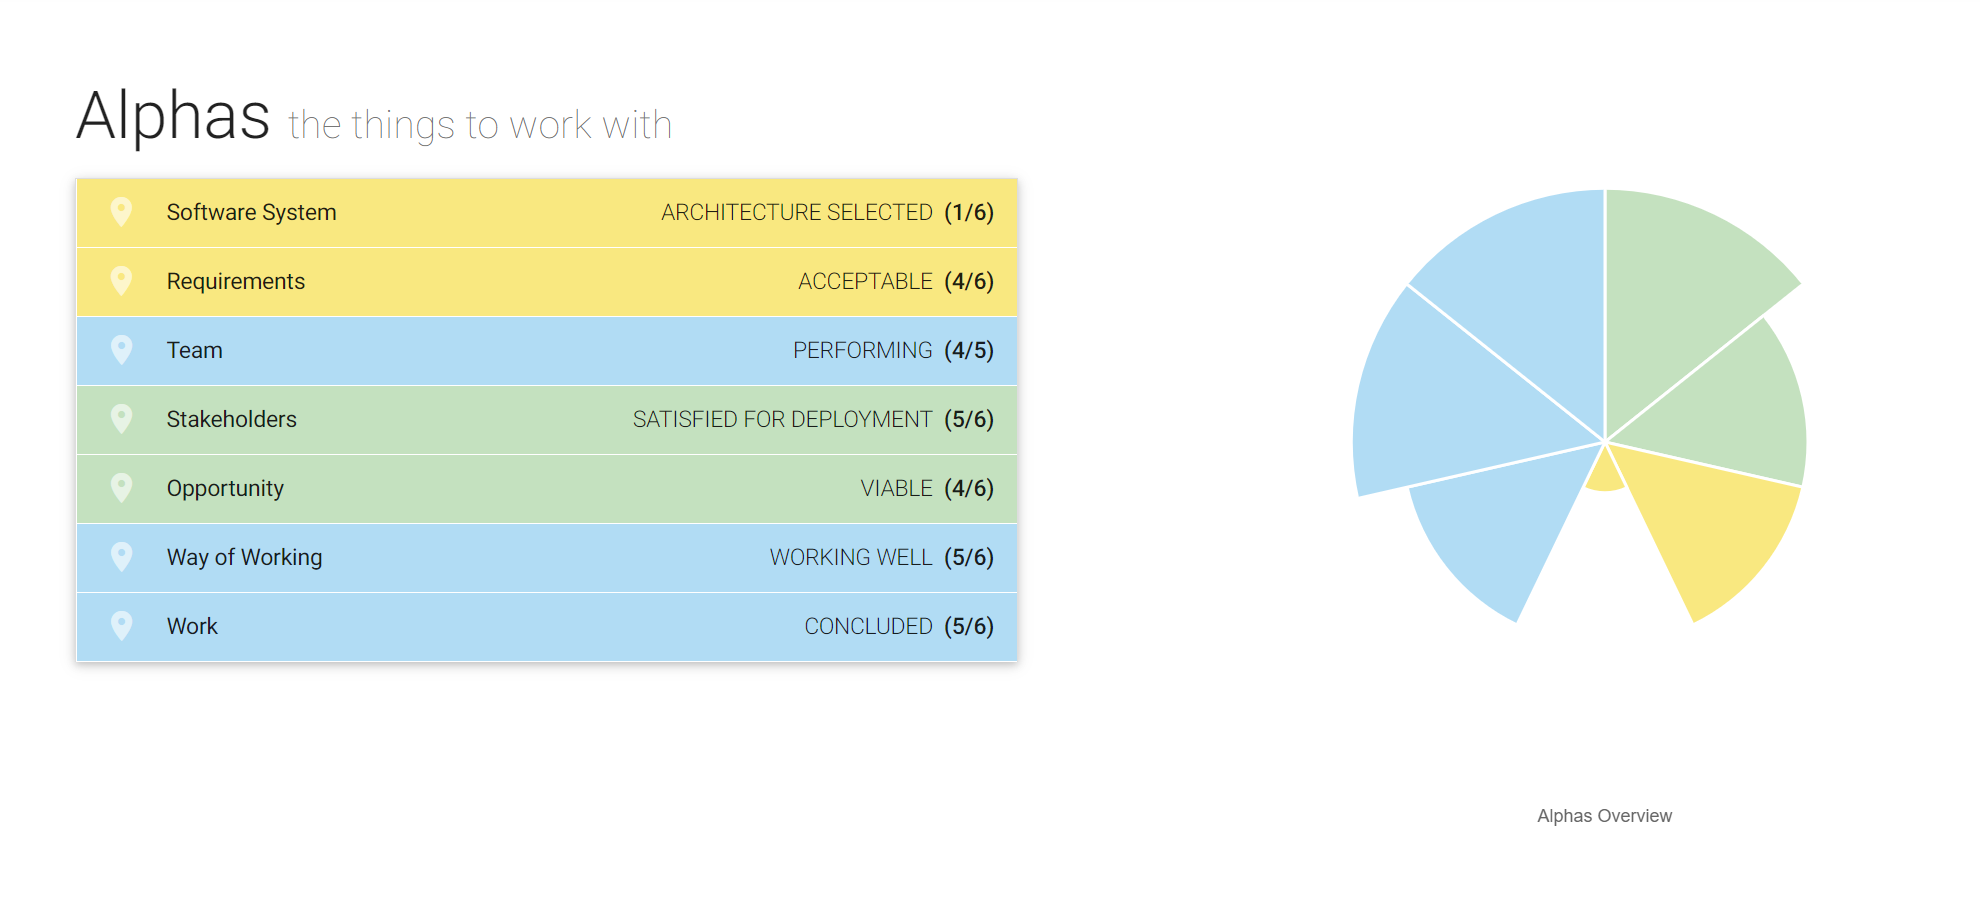 Alphas the things to work with
Software System ARCHITECTURE SELECTED (1/6)
Requirements ACCEPTABLE (4/6)
Team PERFORMING (4/5)
Stakeholders SATISFIED FOR DEPLOYMENT (5/6)
Opportunity VIABLE (4/6)
Way of Working WORKING WELL (5/6)
Work CONCLUDED (5/6)
Alphas Overview